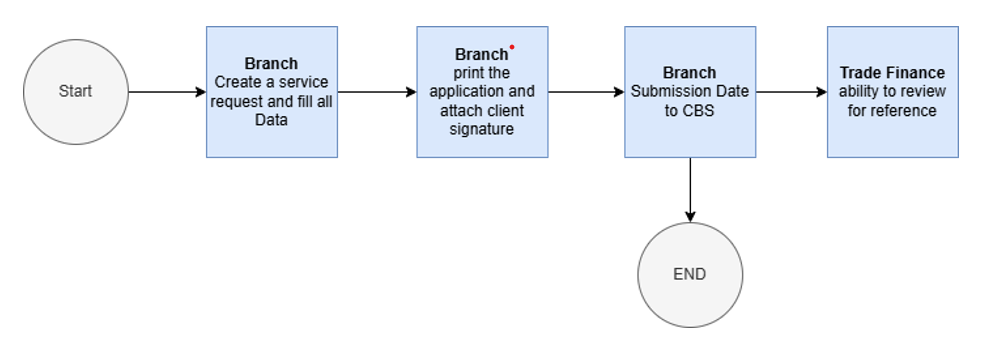 Start
Branch
Create a service
request and fill all
Data
Branch
print the
application and
attach client
signature
Branch
Submission Date
to CBS
Trade Finance
ability to review
for reference
END